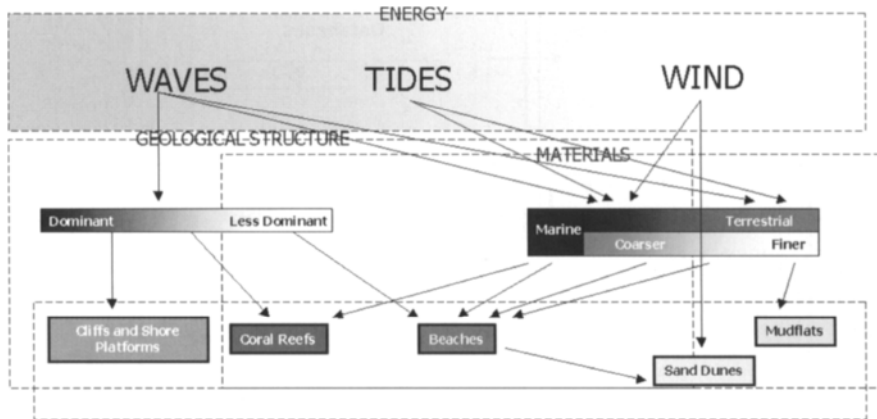 ENERGY
WAVES TIDES WIND
GEOLOGICAL STRUCTURE
MATERIALS
Dominant Less Dominant
Marine
Terrestrial
Coarser Finer
Cliffs and Shore
Platforms
Coral Reefs
Beaches
Mudflats
Sand Dunes